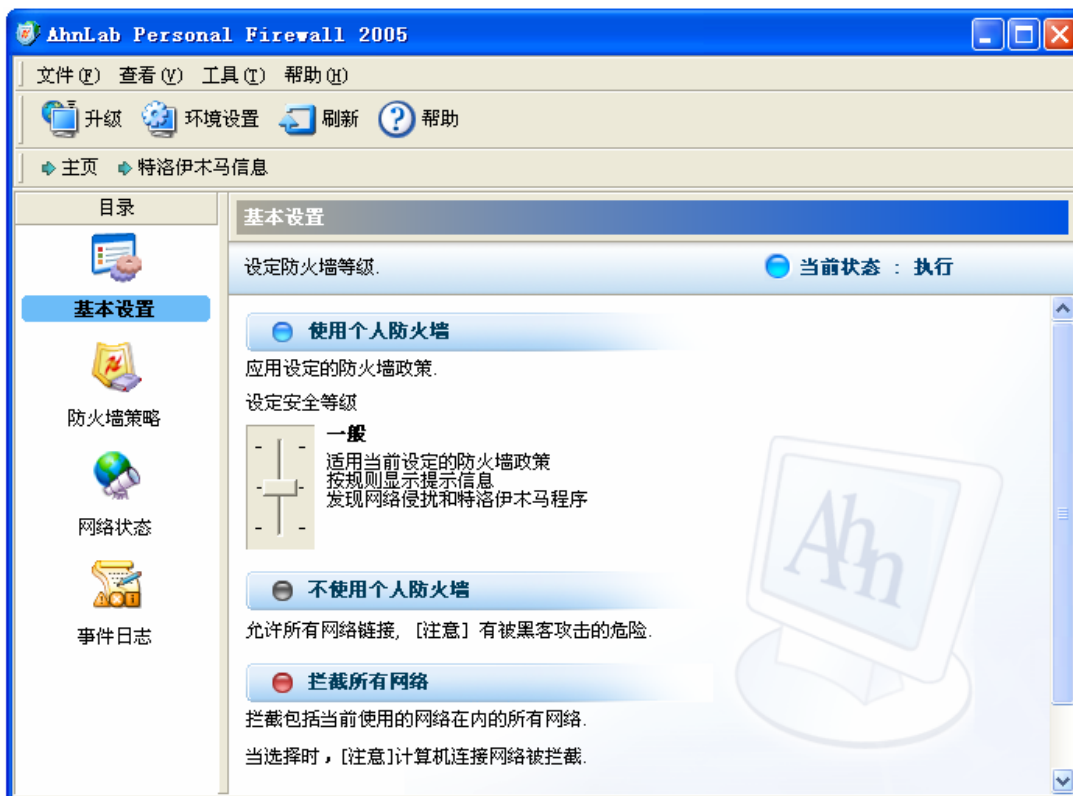 AhnLab Personal Firewall 2005
文件(F) 查看(V) 工具(T) 帮助(H)
升级 环境设置 刷新 帮助
主页 特洛伊木马信息
目录
基本设置
防火墙策略
网络状态
事件日志
基本设置
设定防火墙等级.
当前状态 : 执行
使用个人防火墙
应用设定的防火墙政策.
设定安全等级
一般
适用当前设定的防火墙政策
按规则显示提示信息
发现网络侵扰和特洛伊木马程序
不使用个人防火墙
允许所有网络链接, [注意] 有被黑客攻击的危险.
拦截所有网络
拦截包括当前使用的网络在内的所有网络.
当选择时，[注意]计算机连接网络被拦截.
Ahn